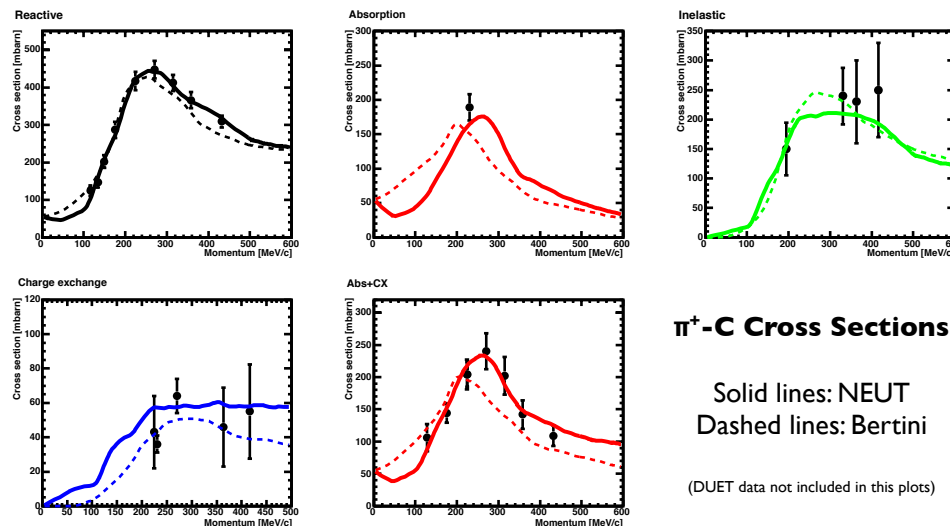 Reactive
Cross section [mbarn]
500
400
300
200
100
0
0 100 200 300 400 500 600
Momentum [MeV/c]
Absorption
Cross section [mbarn]
300
250
200
150
100
50
0
0 100 200 300 400 500 600
Momentum [MeV/c]
Inelastic
Cross section [mbarn]
350
300
250
200
150
100
50
0
0 100 200 300 400 500 600
Momentum [MeV/c]
Charge exchange
Cross section [mbarn]
120
100
80
60
40
20
0
0 50 100 150 200 250 300 350 400 450 500
Momentum [MeV/c]
Abs+CX
Cross section [mbarn]
300
250
200
150
100
50
0
0 100 200 300 400 500 600
Momentum [MeV/c]
π⁺-C Cross Sections
Solid lines: NEUT
Dashed lines: Bertini
(DUET data not included in this plots)